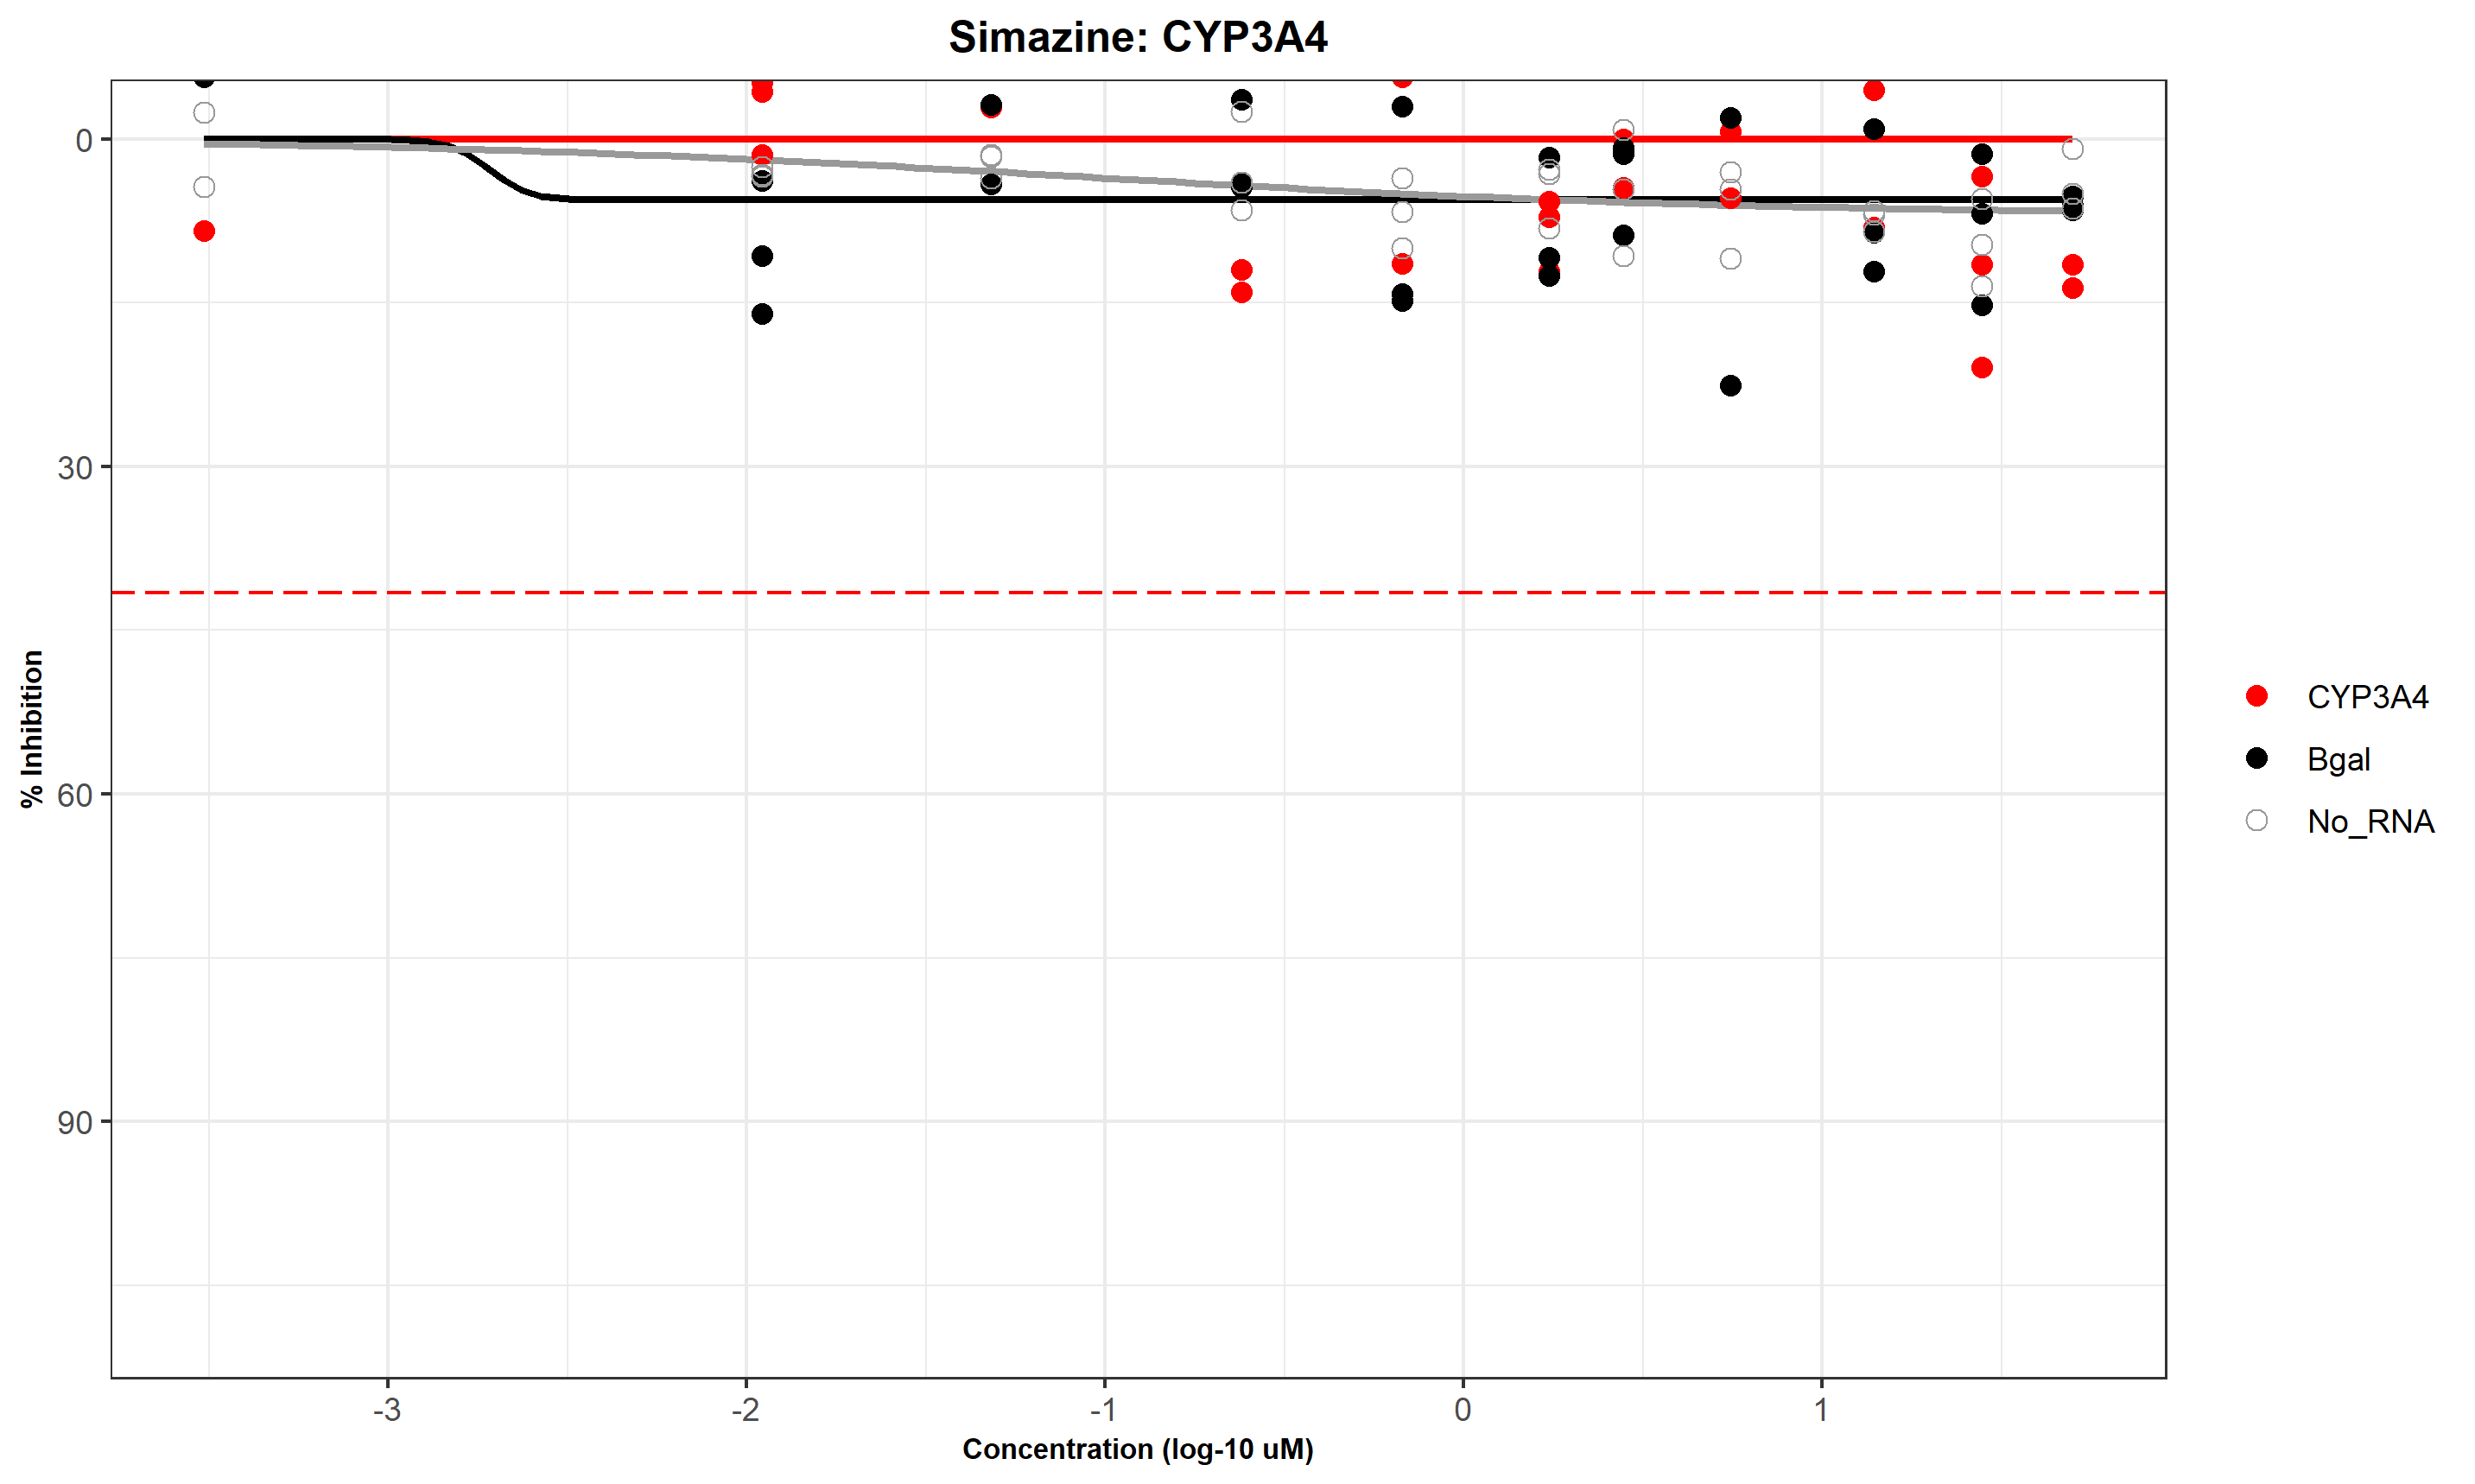 Simazine: CYP3A4
% Inhibition
0
30
60
90
-3
-2
-1
0
1
Concentration (log-10 uM)
CYP3A4
Bgal
No_RNA